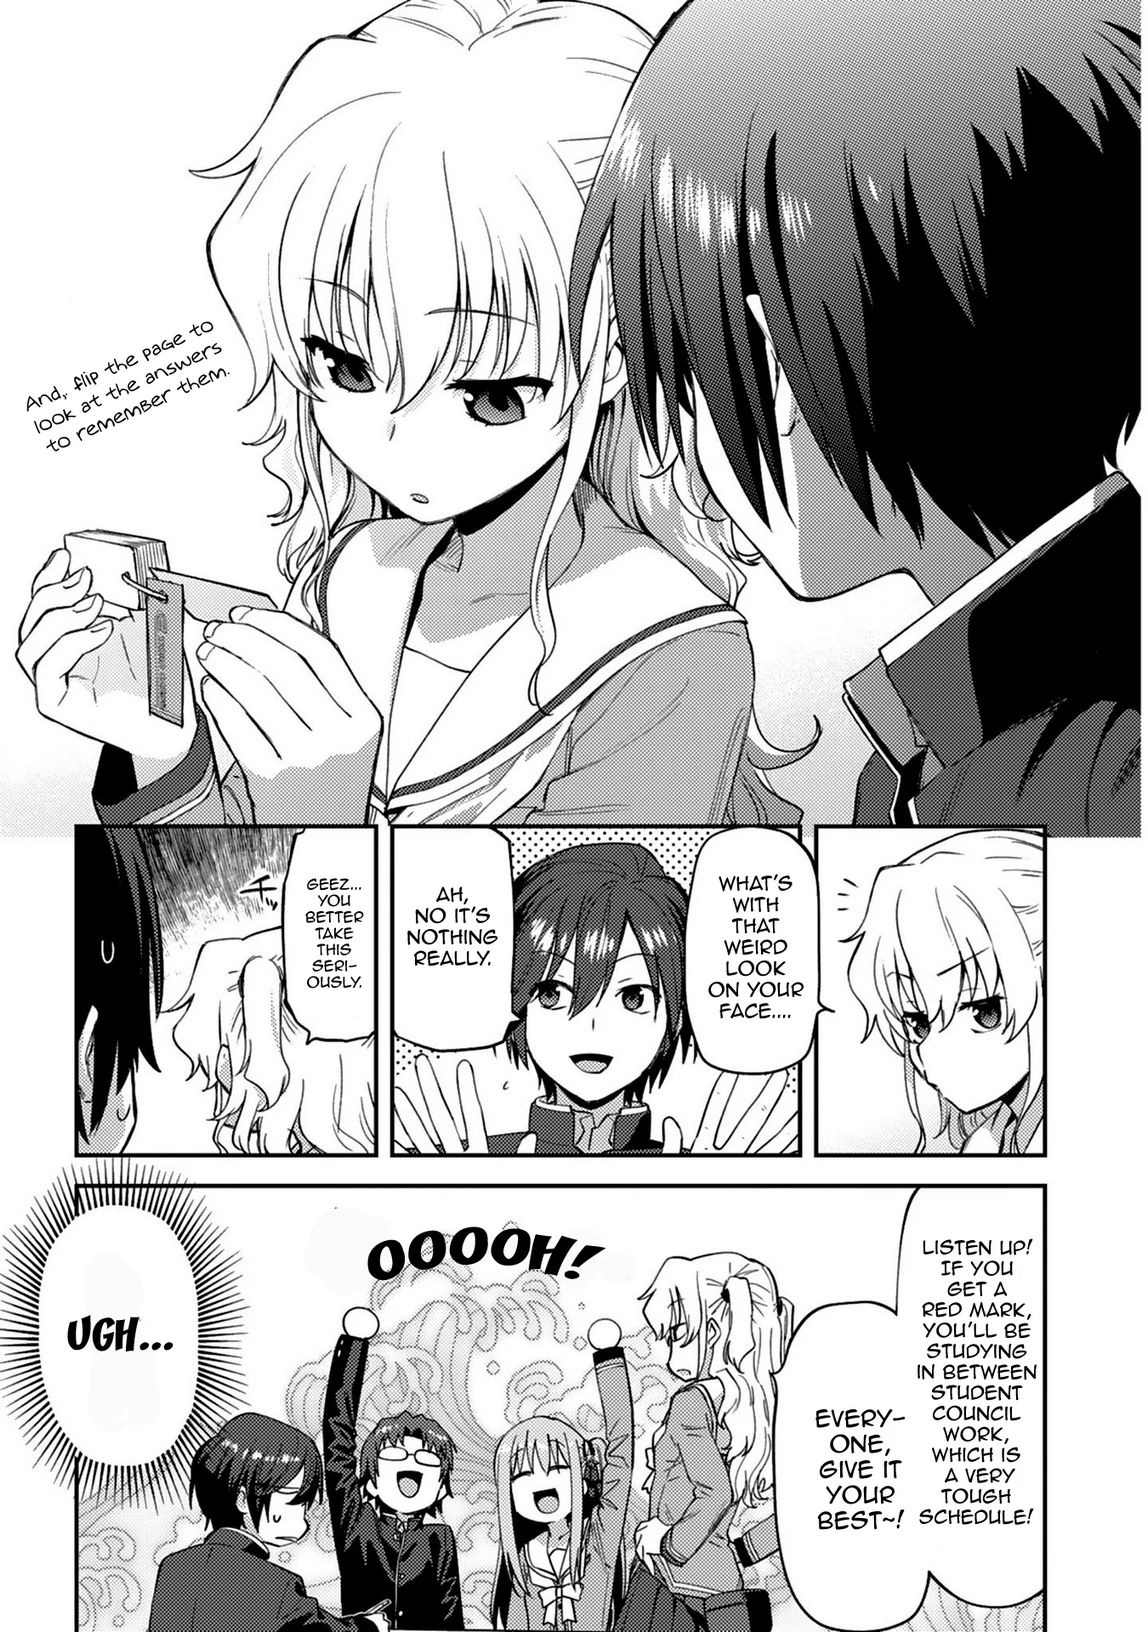 And, flip the page to
look at the answers
to remember them.
WHAT'S
WITH
THAT
WEIRD
LOOK
ON YOUR
FACE....
AH,
NO IT'S
NOTHING
REALLY.
GEEZ...
YOU
BETTER
TAKE
THIS
SERI-
OUSLY.
チッ
LISTEN UP!
IF YOU
GET A
RED MARK,
YOU'LL BE
STUDYING
IN BETWEEN
STUDENT
COUNCIL
WORK,
WHICH IS
A VERY
TOUGH
SCHEDULE!
EVERY-
ONE,
GIVE IT
YOUR
BEST~!
OOOOH!
UGH...